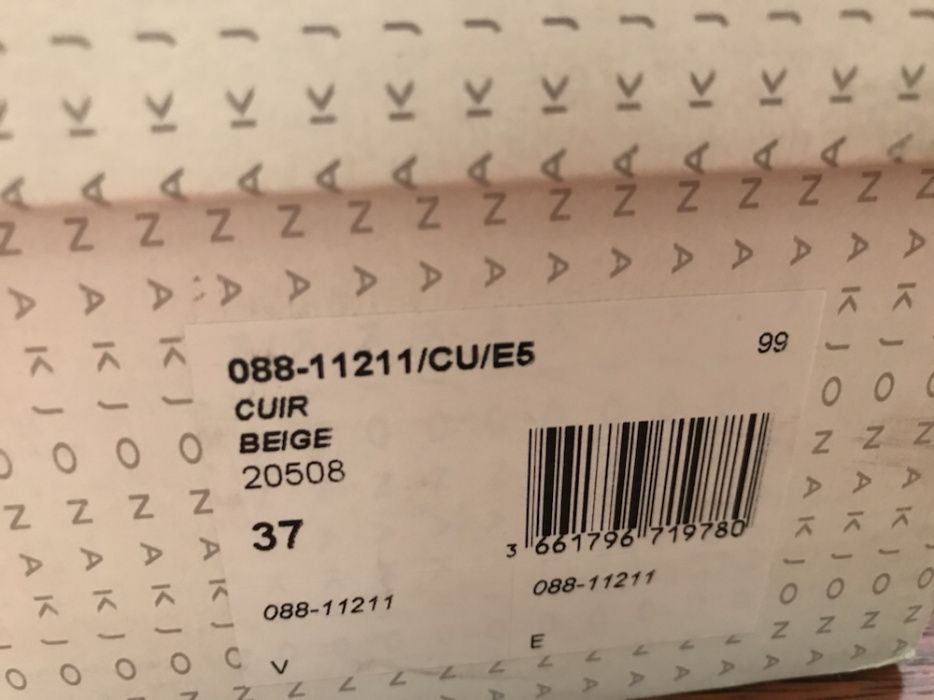 088-11211/CU/E5
99
CUIR
BEIGE
20508
37
3 661796 719780
088-11211
088-11211
V
E